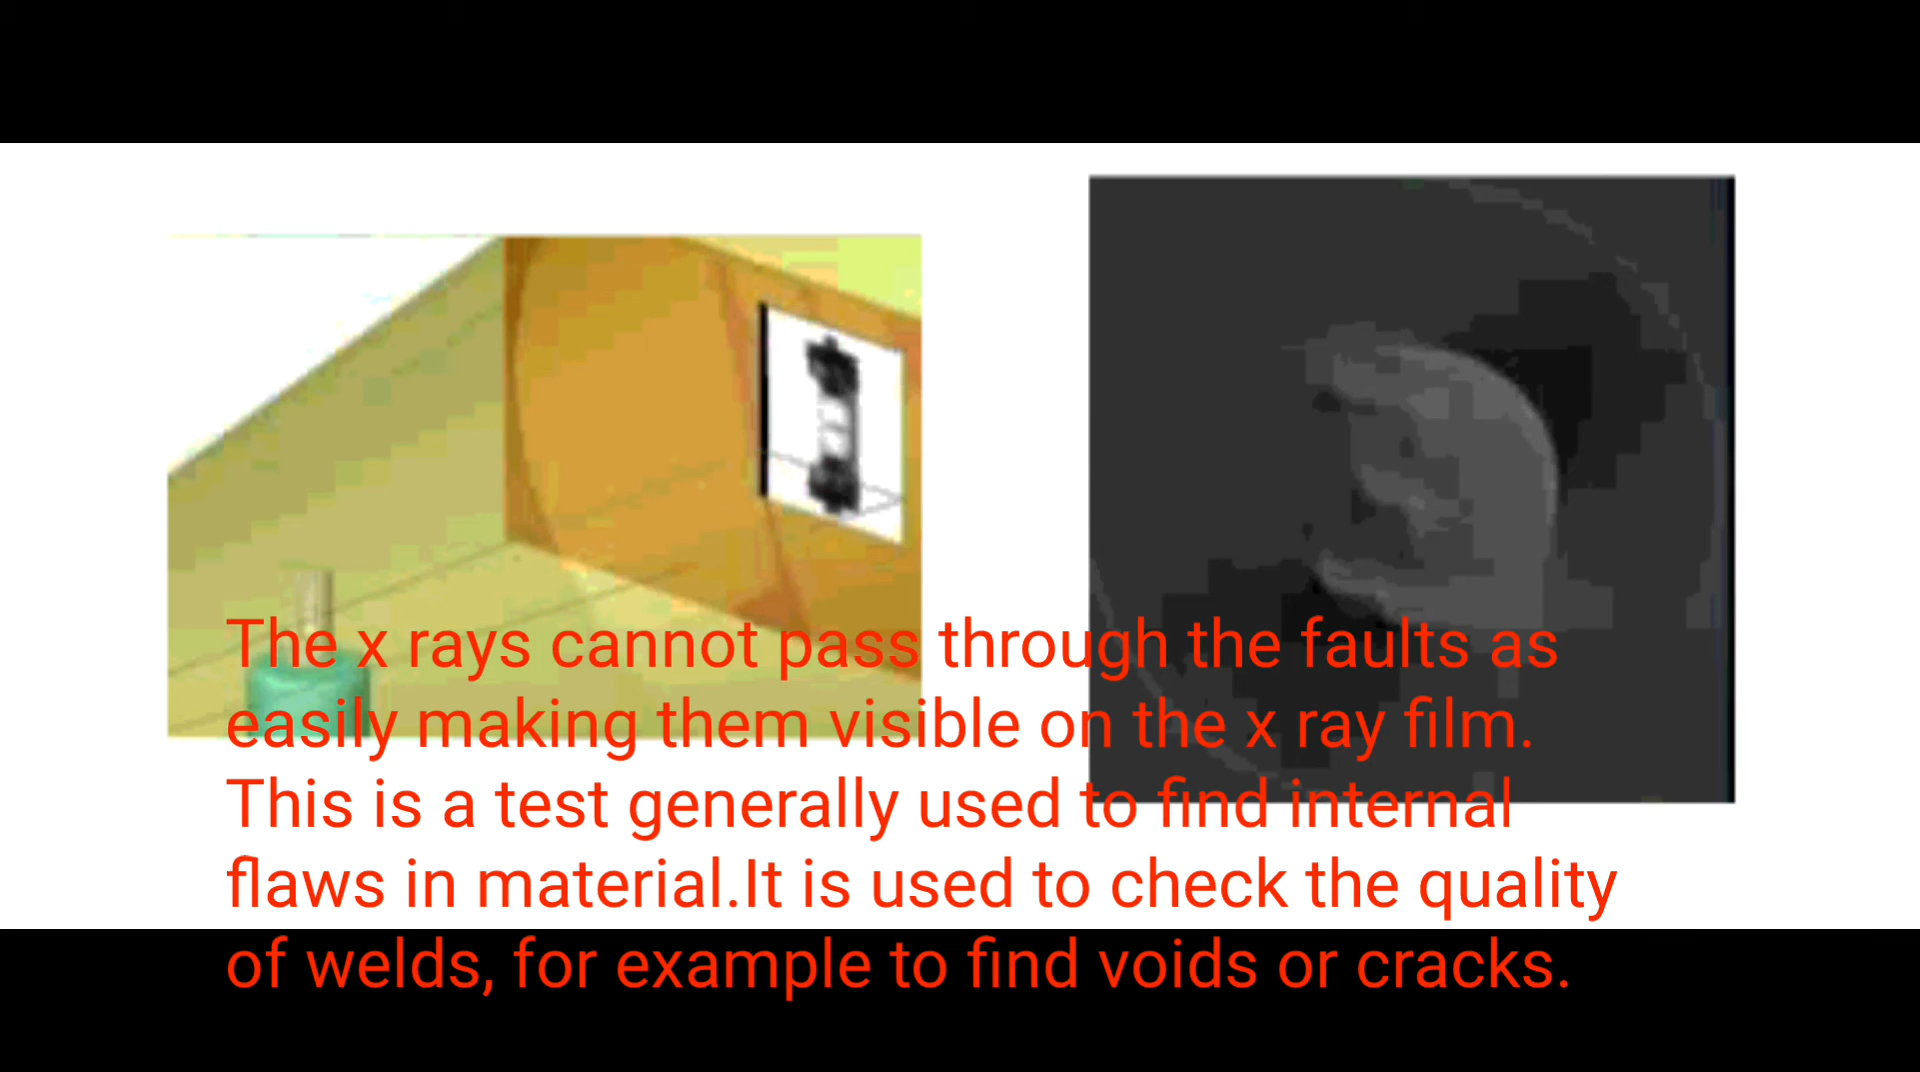 The x rays cannot pass through the faults as
easily making them visible on the x ray film.
This is a test generally used to find internal
flaws in material.It is used to check the quality
of welds, for example to find voids or cracks.